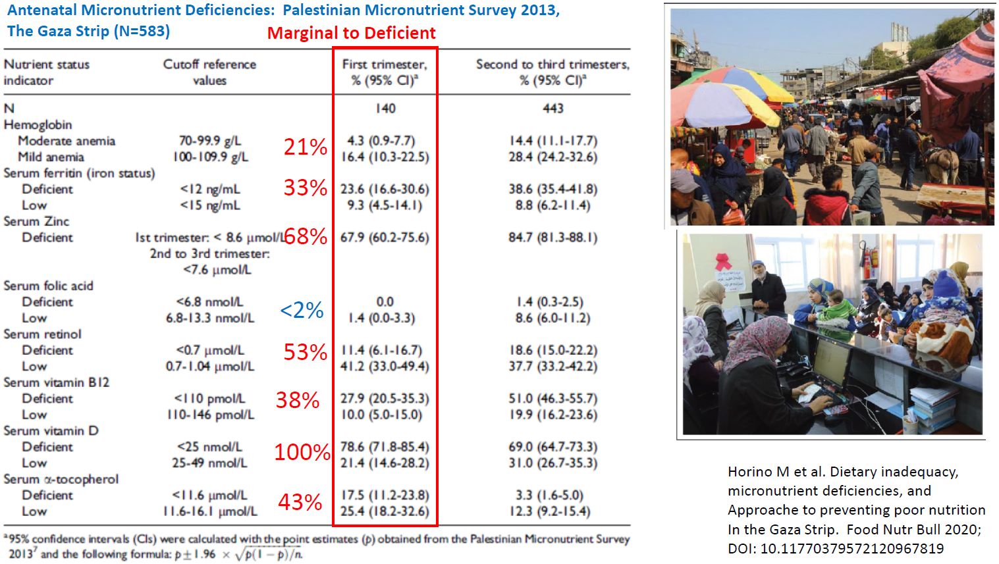 Antenatal Micronutrient Deficiencies:  Palestinian Micronutrient Survey 2013,
The Gaza Strip (N=583)
Marginal to Deficient
Nutrient status indicator  Cutoff reference values  First trimester, % (95% CI)a  Second to third trimesters, % (95% CI)a
N  140  443
Hemoglobin
Moderate anemia  70-99.9 g/L  4.3 (0.9-7.7)  14.4 (11.1-17.7)
21%
Mild anemia  100-109.9 g/L  16.4 (10.3-22.5)  28.4 (24.2-32.6)
Serum ferritin (iron status)
Deficient  <12 ng/mL  33%  23.6 (16.6-30.6)  38.6 (35.4-41.8)
Low  <15 ng/mL  9.3 (4.5-14.1)  8.8 (6.2-11.4)
Serum Zinc
Deficient  1st trimester: < 8.6 µmol/L  68%  67.9 (60.2-75.6)  84.7 (81.3-88.1)
2nd to 3rd trimester:
<7.6 µmol/L
Serum folic acid
Deficient  <6.8 nmol/L  0.0  1.4 (0.3-2.5)
<2%
Low  6.8-13.3 nmol/L  1.4 (0.0-3.3)  8.6 (6.0-11.2)
Serum retinol
Deficient  <0.7 µmol/L  53%  11.4 (6.1-16.7)  18.6 (15.0-22.2)
Low  0.7-1.04 µmol/L  41.2 (33.0-49.4)  37.7 (33.2-42.2)
Serum vitamin B12
Deficient  <110 pmol/L  38%  27.9 (20.5-35.3)  51.0 (46.3-55.7)
Low  110-146 pmol/L  10.0 (5.0-15.0)  19.9 (16.2-23.6)
Serum vitamin D
Deficient  <25 nmol/L  100%  78.6 (71.8-85.4)  69.0 (64.7-73.3)
Low  25-49 nmol/L  21.4 (14.6-28.2)  31.0 (26.7-35.3)
Serum α-tocopherol
Deficient  <11.6 µmol/L  43%  17.5 (11.2-23.8)  3.3 (1.6-5.0)
Low  11.6-16.1 µmol/L  25.4 (18.2-32.6)  12.3 (9.2-15.4)
a95% confidence intervals (CIs) were calculated with the point estimates (p) obtained from the Palestinian Micronutrient Survey
2013⁷ and the following formula: p ± 1.96 × √p(1 − p)/n.
Horino M et al. Dietary inadequacy,
micronutrient deficiencies, and
Approache to preventing poor nutrition
In the Gaza Strip.  Food Nutr Bull 2020;
DOI: 10.11770379572120967819